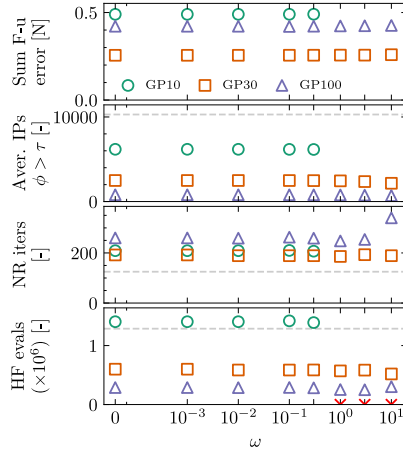 Sum F-u
error [N]
0.5
0.0
GP10 GP30 GP100
Aver. IPs
ϕ > τ [-]
10000
0
NR iters
[-]
200
HF evals
(×10⁶) [-]
1
0
0 10⁻³ 10⁻² 10⁻¹ 10⁰ 10¹
ω